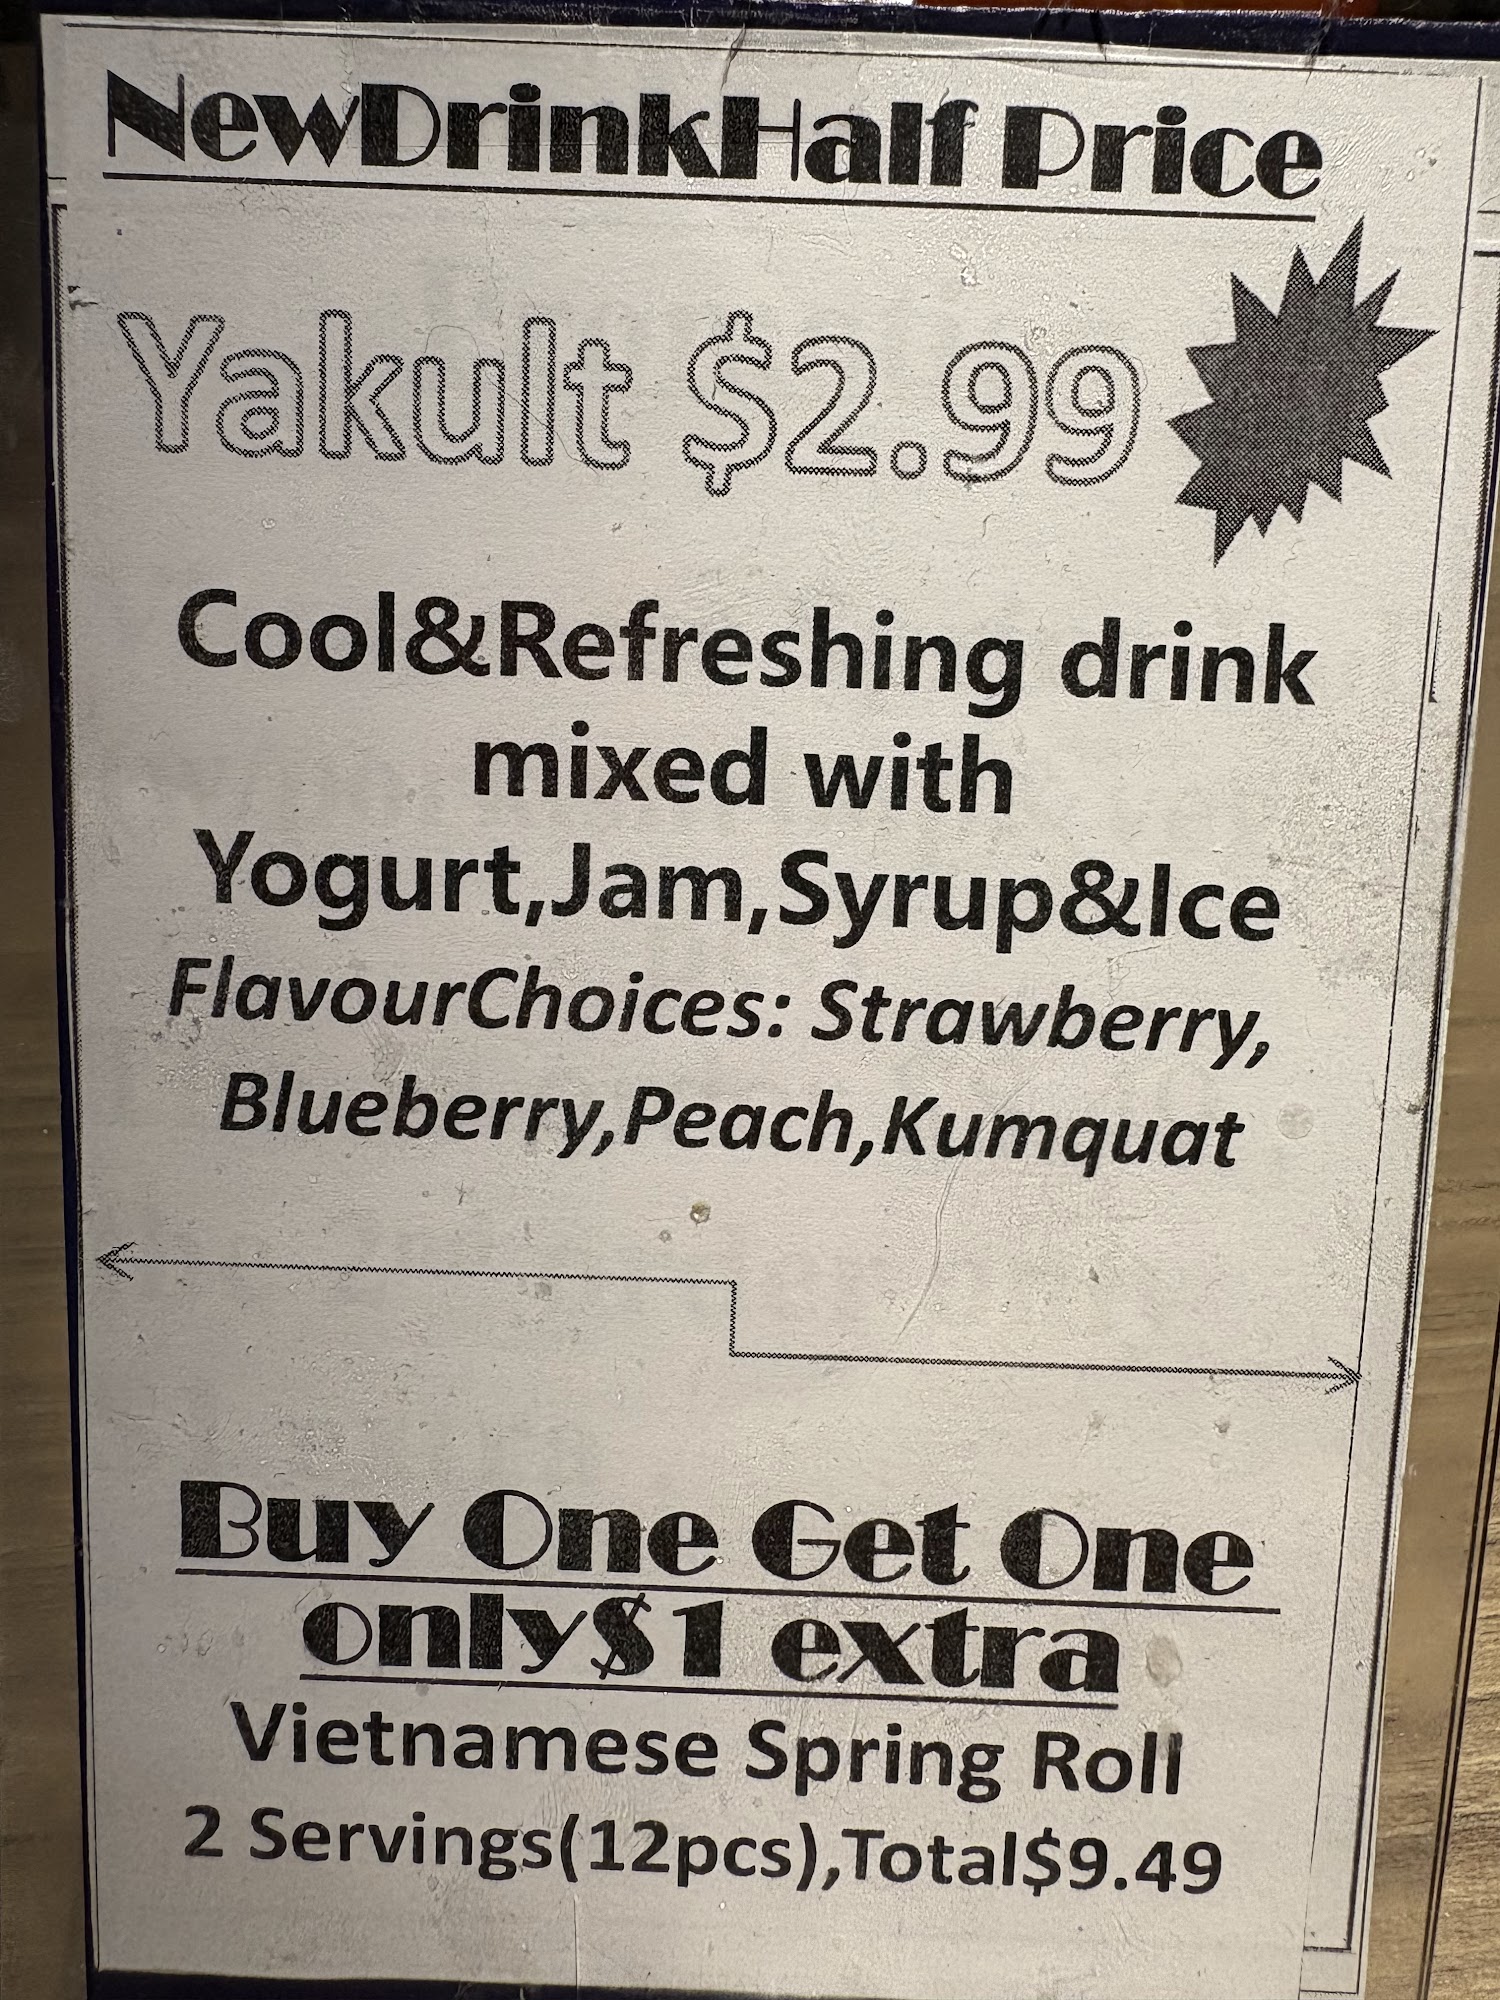 NewDrinkHalf Price
Yakult $2.99
Cool&Refreshing drink
mixed with
Yogurt,Jam,Syrup&Ice
FlavourChoices: Strawberry,
Blueberry,Peach,Kumquat
Buy One Get One
only$1 extra
Vietnamese Spring Roll
2 Servings(12pcs),Total$9.49